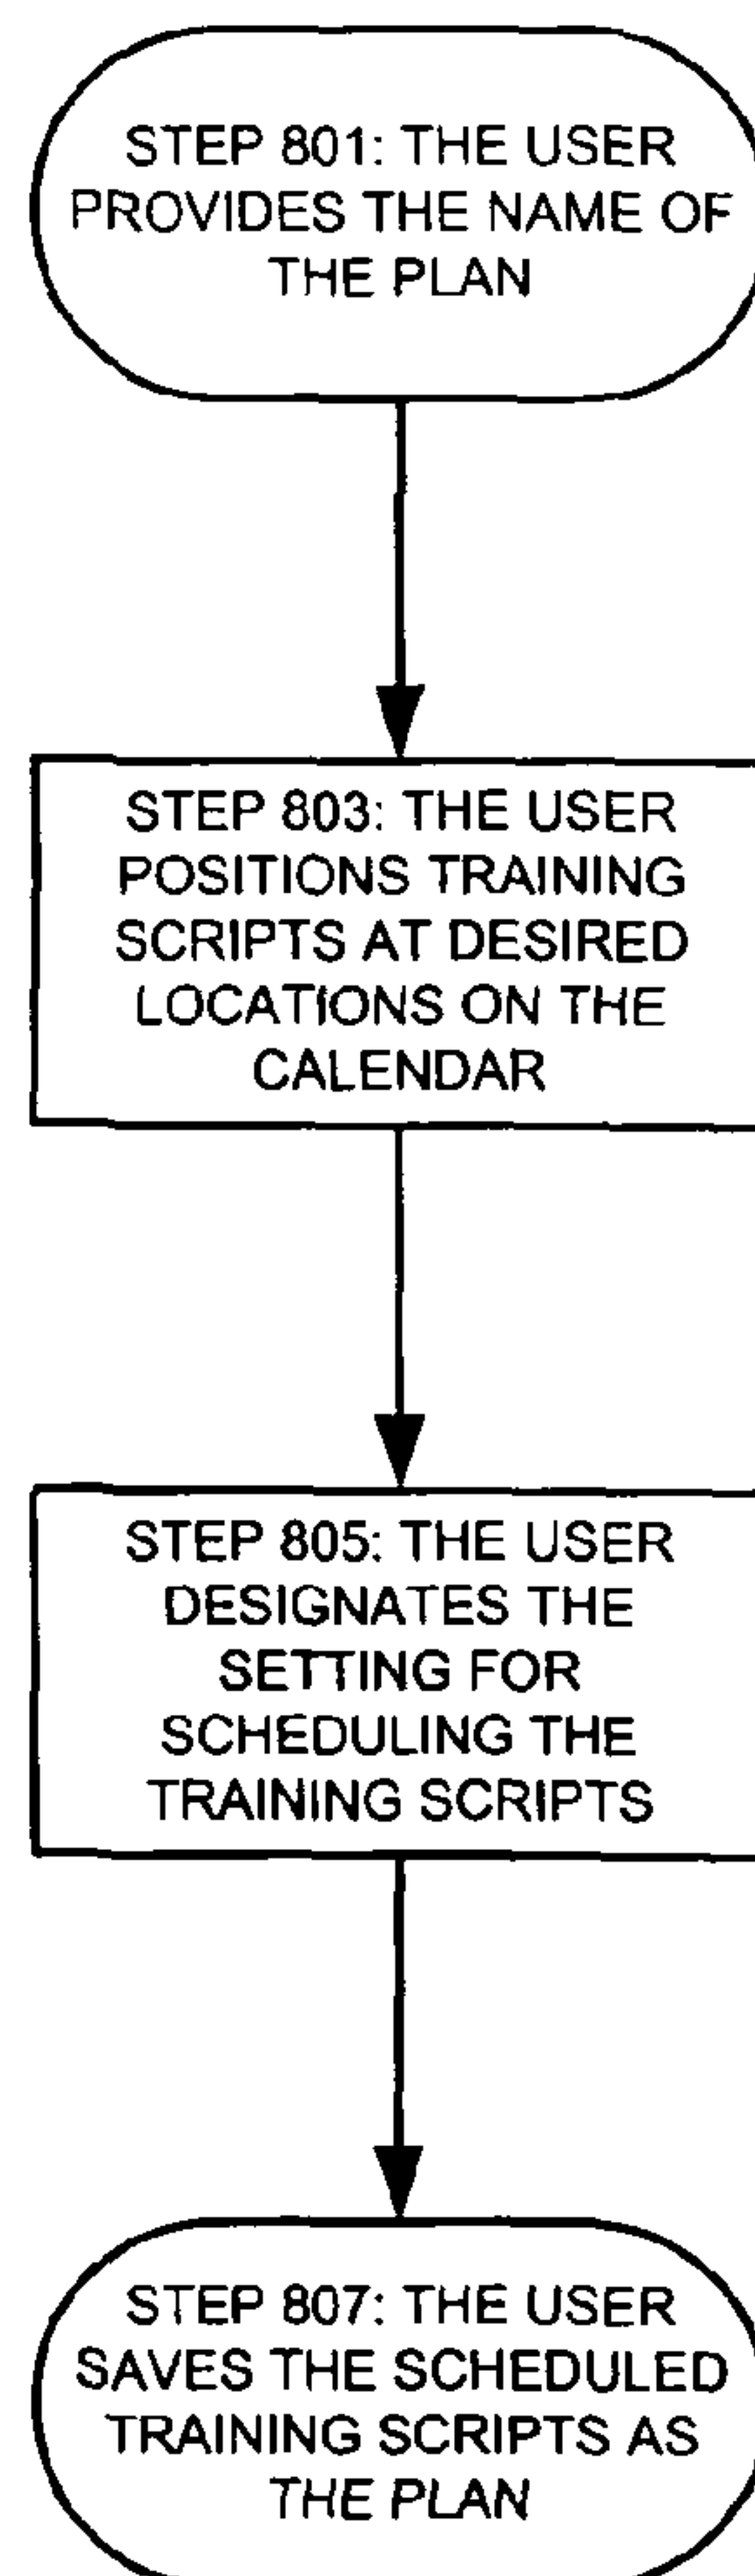 STEP 801: THE USER
PROVIDES THE NAME OF
THE PLAN
STEP 803: THE USER
POSITIONS TRAINING
SCRIPTS AT DESIRED
LOCATIONS ON THE
CALENDAR
STEP 805: THE USER
DESIGNATES THE
SETTING FOR
SCHEDULING THE
TRAINING SCRIPTS
STEP 807: THE USER
SAVES THE SCHEDULED
TRAINING SCRIPTS AS
THE PLAN